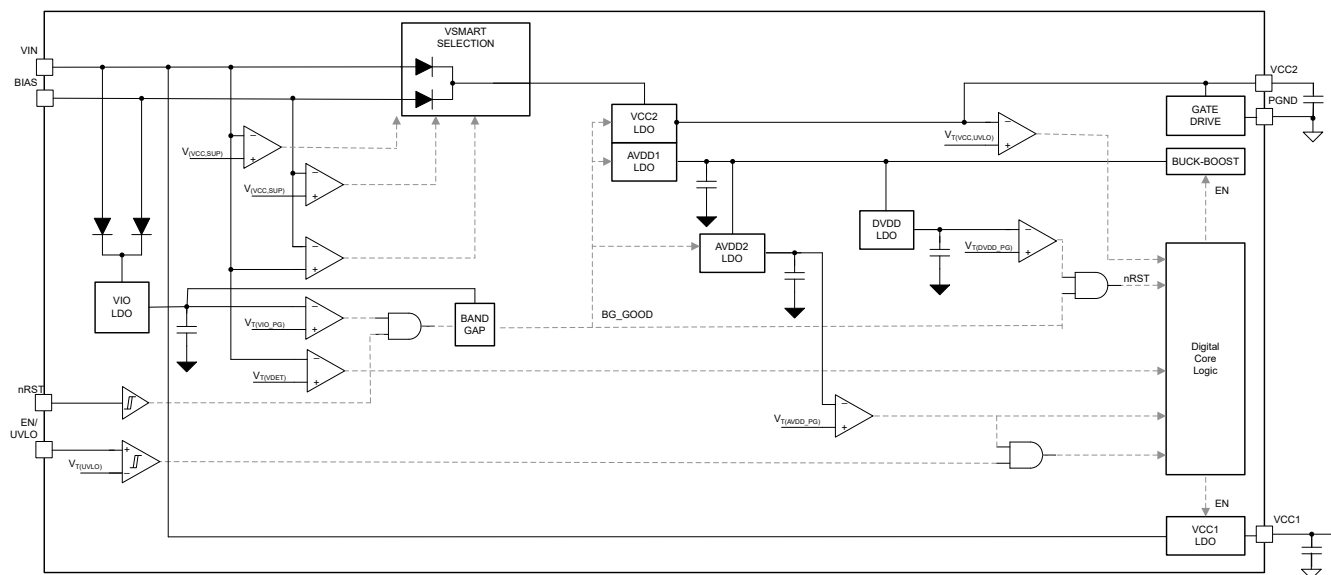 VSMART
SELECTION
VIN
BIAS
VCC2
PGND
GATE
DRIVE
VCC2
LDO
V(VCC,SUP)
VT(VCC,UVLO)
AVDD1
LDO
BUCK-BOOST
V(VCC,SUP)
EN
DVDD
LDO
AVDD2
LDO
VT(DVDD_PG)
nRST
VIO
LDO
BAND
GAP
BG_GOOD
VT(VIO_PG)
Digital
Core
Logic
VT(VDET)
nRST
VT(AVDD_PG)
EN/
UVLO
VT(UVLO)
EN
VCC1
VCC1
LDO